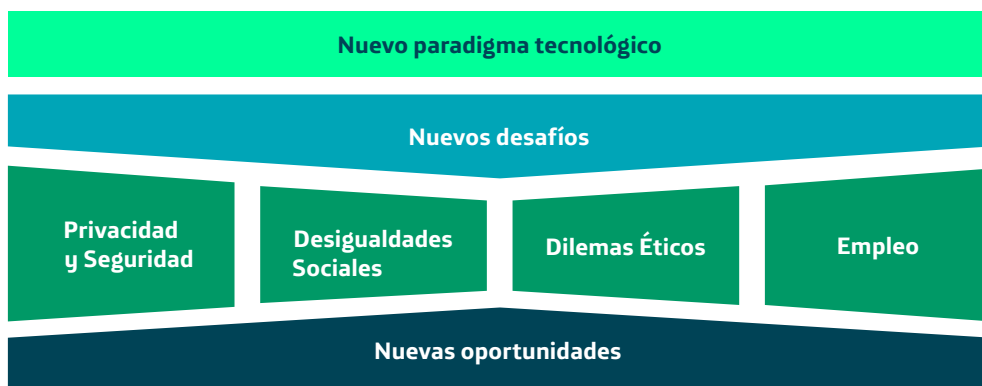 Nuevo paradigma tecnológico
Nuevos desafíos
Privacidad
y Seguridad
Desigualdades
Sociales
Dilemas Éticos
Empleo
Nuevas oportunidades